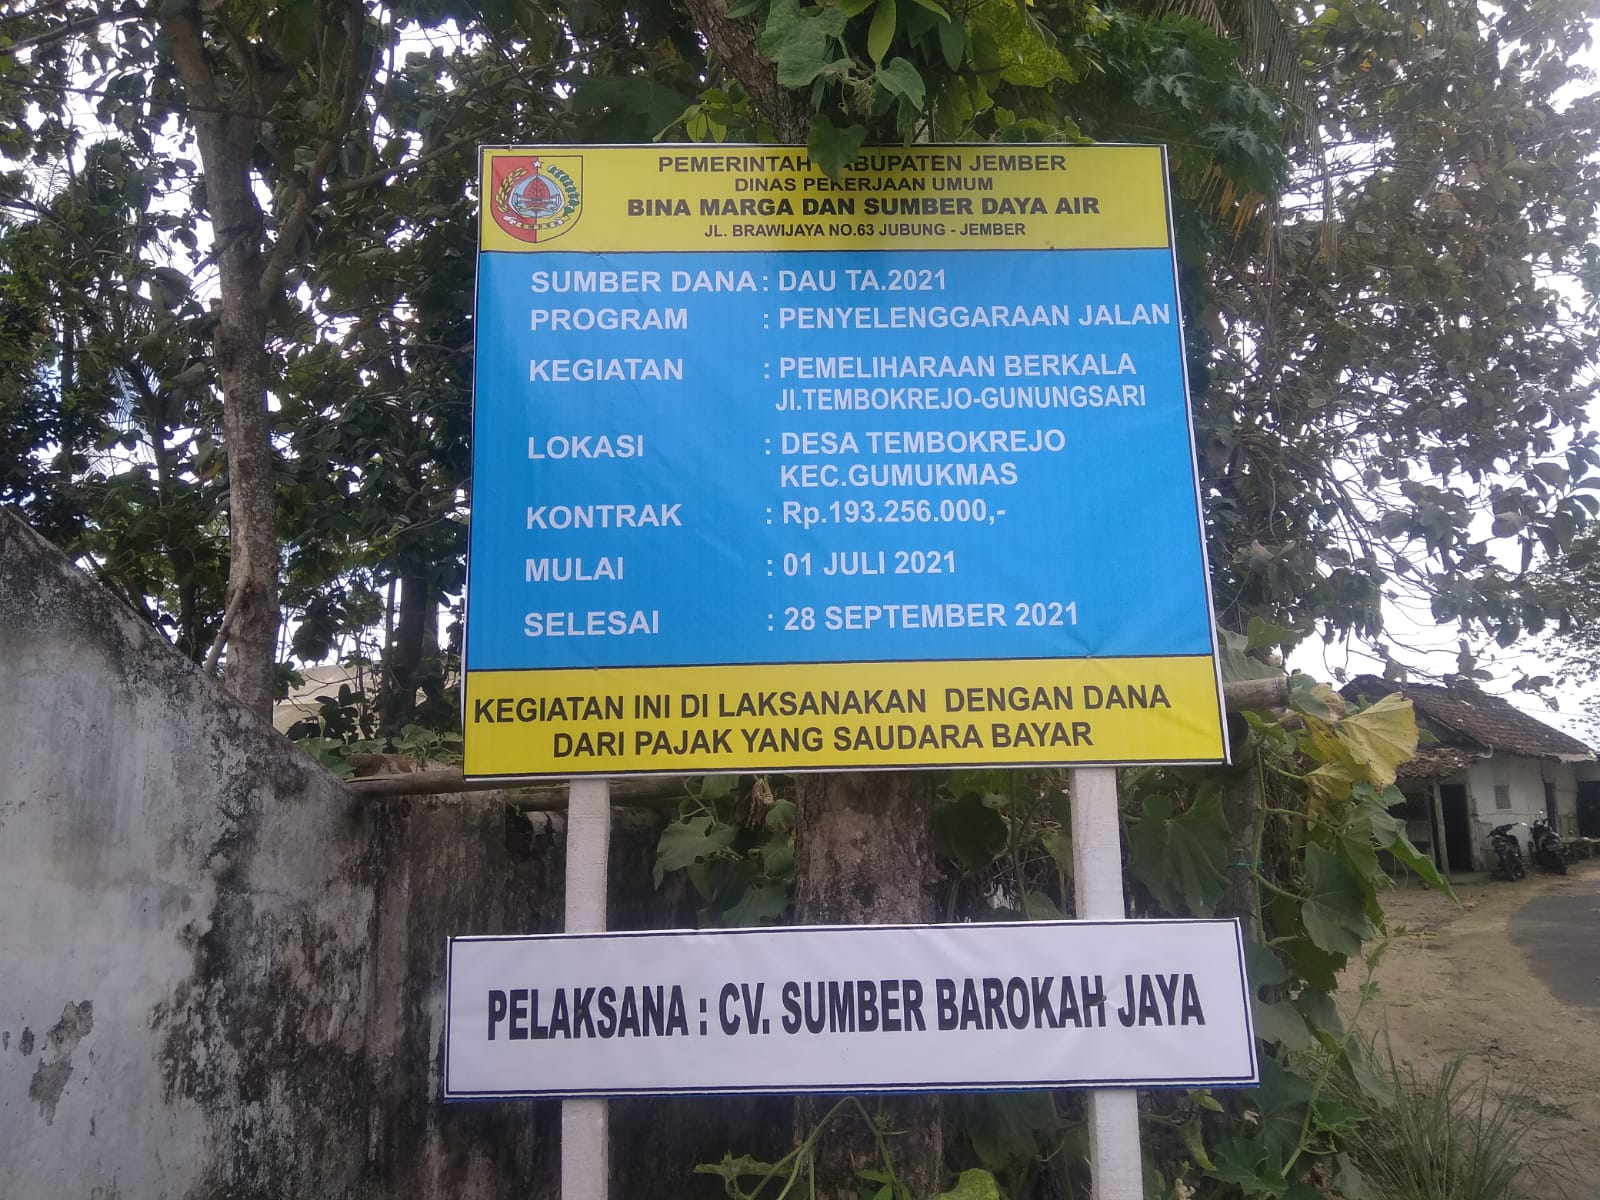 PEMERINTAH KABUPATEN JEMBER
DINAS PEKERJAAN UMUM
BINA MARGA DAN SUMBER DAYA AIR
JL. BRAWIJAYA NO.63 JUBUNG - JEMBER
JEMBER
SUMBER DANA : DAU TA.2021
PROGRAM : PENYELENGGARAAN JALAN
KEGIATAN : PEMELIHARAAN BERKALA
Jl.TEMBOKREJO-GUNUNGSARI
LOKASI : DESA TEMBOKREJO
KEC.GUMUKMAS
KONTRAK : Rp.193.256.000,-
MULAI : 01 JULI 2021
SELESAI : 28 SEPTEMBER 2021
KEGIATAN INI DI LAKSANAKAN DENGAN DANA
DARI PAJAK YANG SAUDARA BAYAR
PELAKSANA : CV. SUMBER BAROKAH JAYA